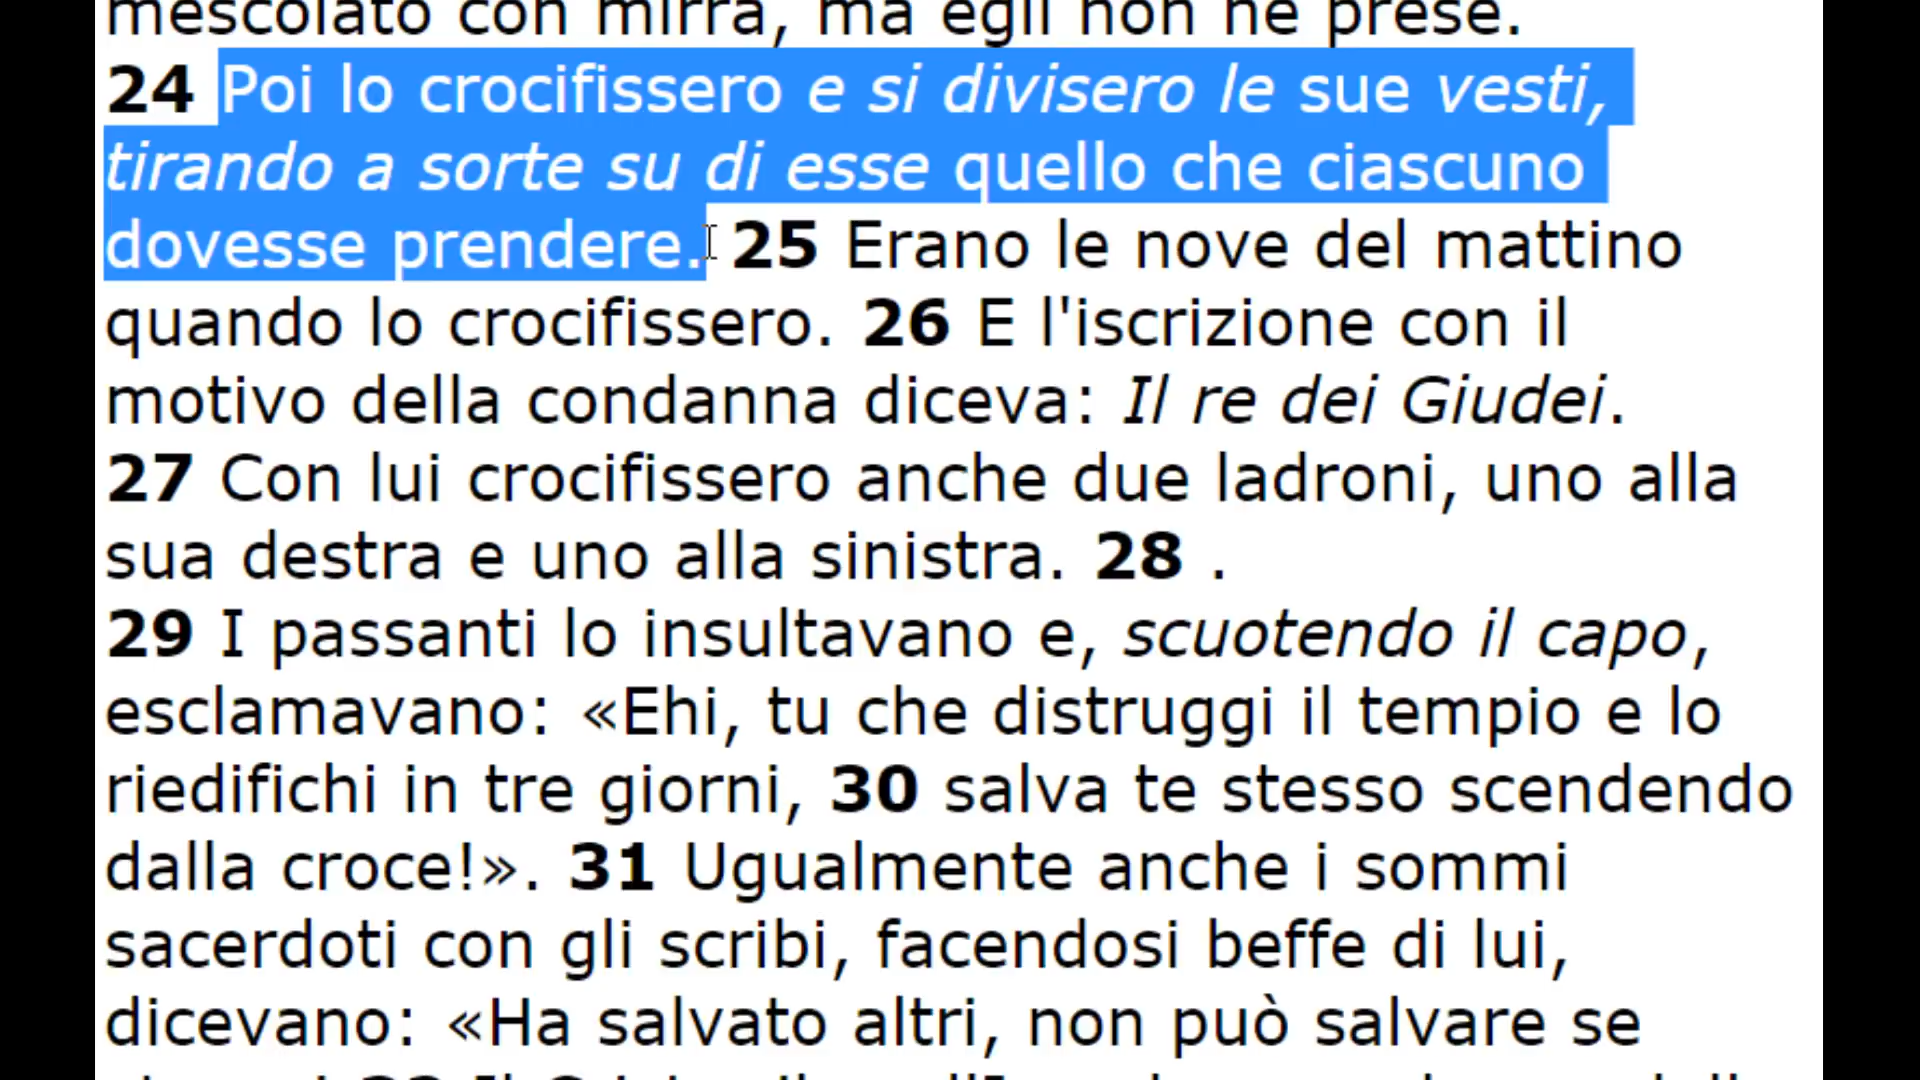 mescolato con mirra, ma egli non ne prese.
24 Poi lo crocifissero e si divisero le sue vesti,
tirando a sorte su di esse quello che ciascuno
dovesse prendere. 25 Erano le nove del mattino
quando lo crocifissero. 26 E l'iscrizione con il
motivo della condanna diceva: Il re dei Giudei.
27 Con lui crocifissero anche due ladroni, uno alla
sua destra e uno alla sinistra. 28 .
29 I passanti lo insultavano e, scuotendo il capo,
esclamavano: «Ehi, tu che distruggi il tempio e lo
riedifichi in tre giorni, 30 salva te stesso scendendo
dalla croce!». 31 Ugualmente anche i sommi
sacerdoti con gli scribi, facendosi beffe di lui,
dicevano: «Ha salvato altri, non può salvare se